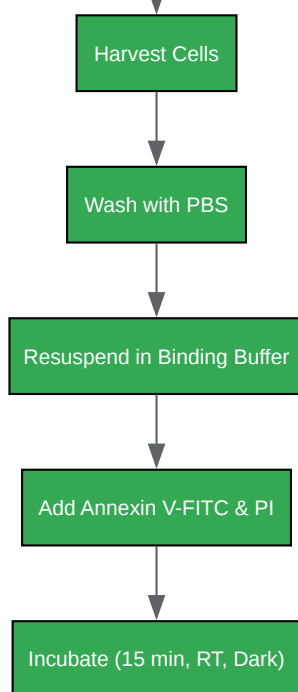 Harvest Cells
Wash with PBS
Resuspend in Binding Buffer
Add Annexin V-FITC & PI
Incubate (15 min, RT, Dark)